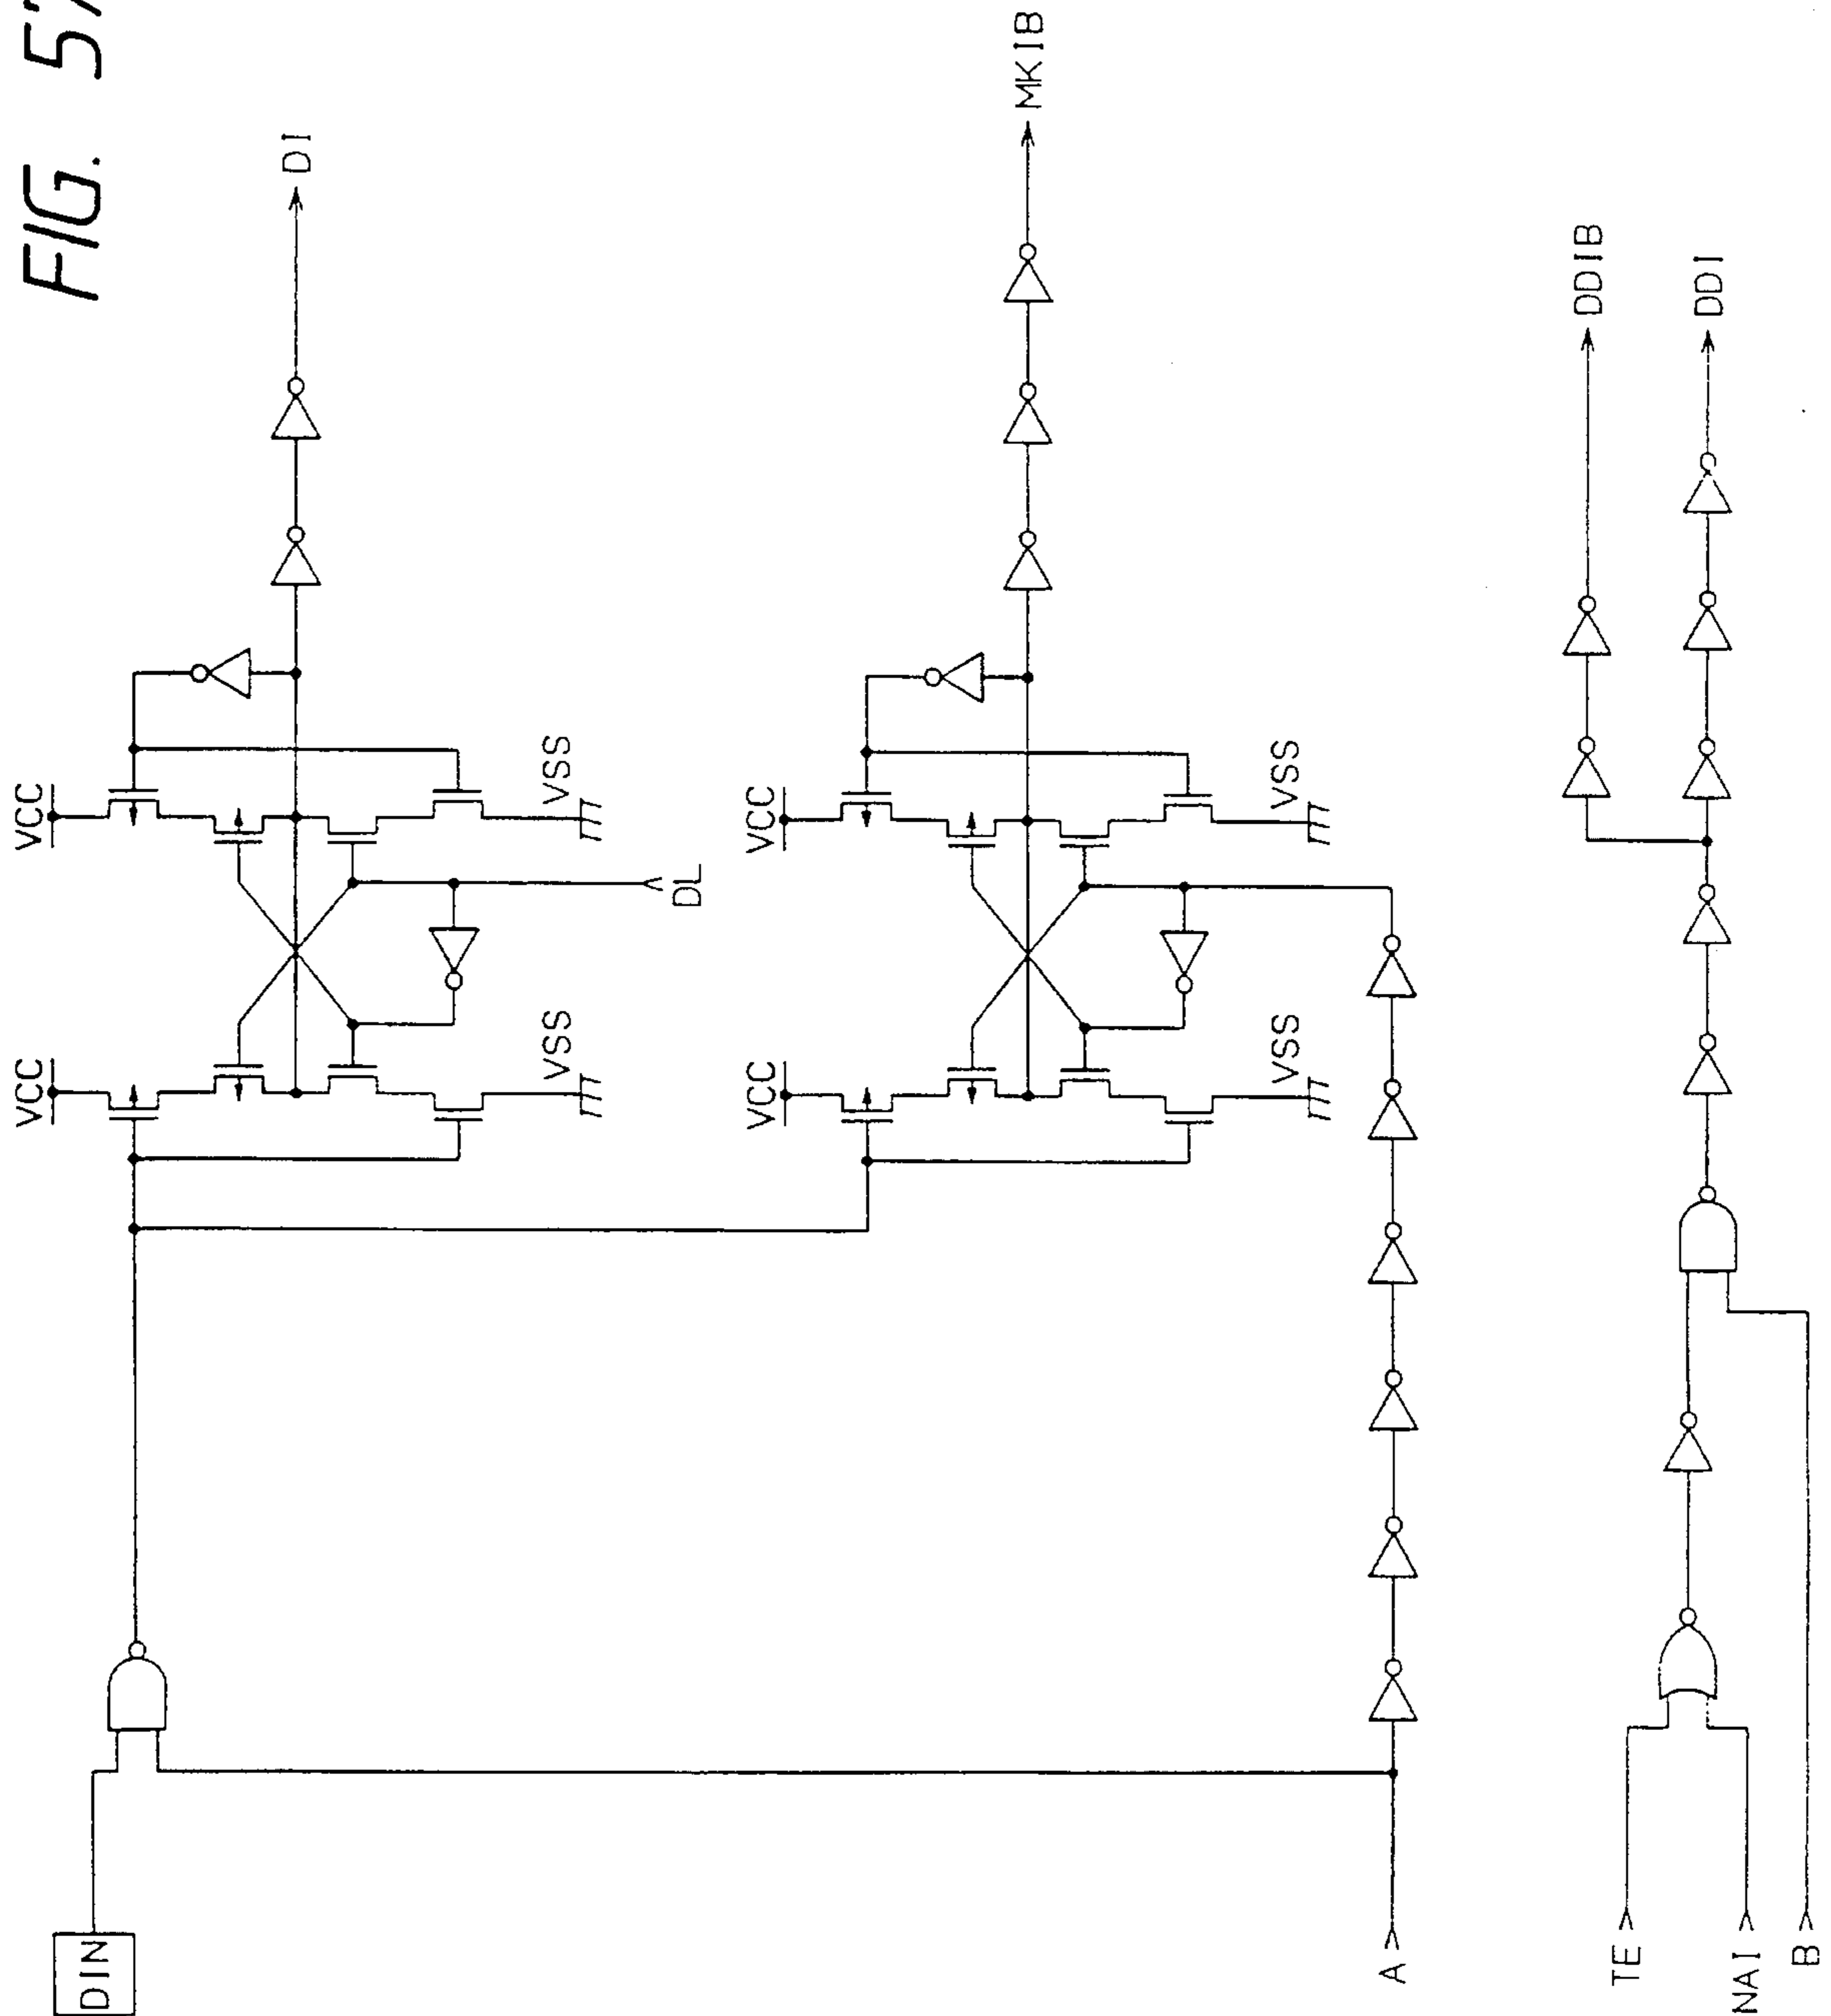 FIG. 57
DI
MKIB
DDIB
DDI
VCC
VSS
VCC
VSS
DL
VCC
VSS
VCC
VSS
DIN
A
TE
NAI
B